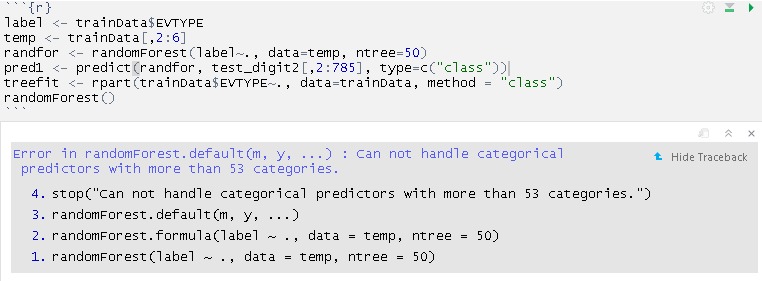 ```{r}
label <- trainData$EVTYPE
temp <- trainData[,2:6]
randfor <- randomForest(label~., data=temp, ntree=50)
pred1 <- predict(randfor, test_digit2[,2:785], type=c("class"))
treefit <- rpart(trainData$EVTYPE~., data=trainData, method = "class")
randomForest()
```
Error in randomForest.default(m, y, ...) : Can not handle categorical
predictors with more than 53 categories.
Hide Traceback
4. stop("Can not handle categorical predictors with more than 53 categories.")
3. randomForest.default(m, y, ...)
2. randomForest.formula(label ~ ., data = temp, ntree = 50)
1. randomForest(label ~ ., data = temp, ntree = 50)